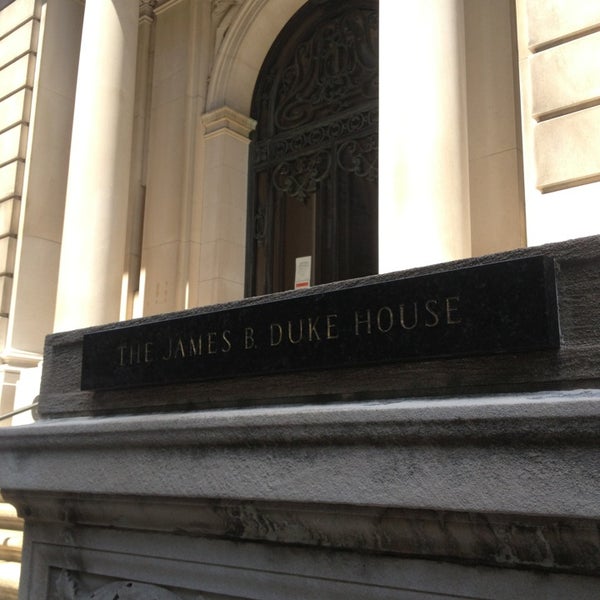 THE JAMES B. DUKE HOUSE